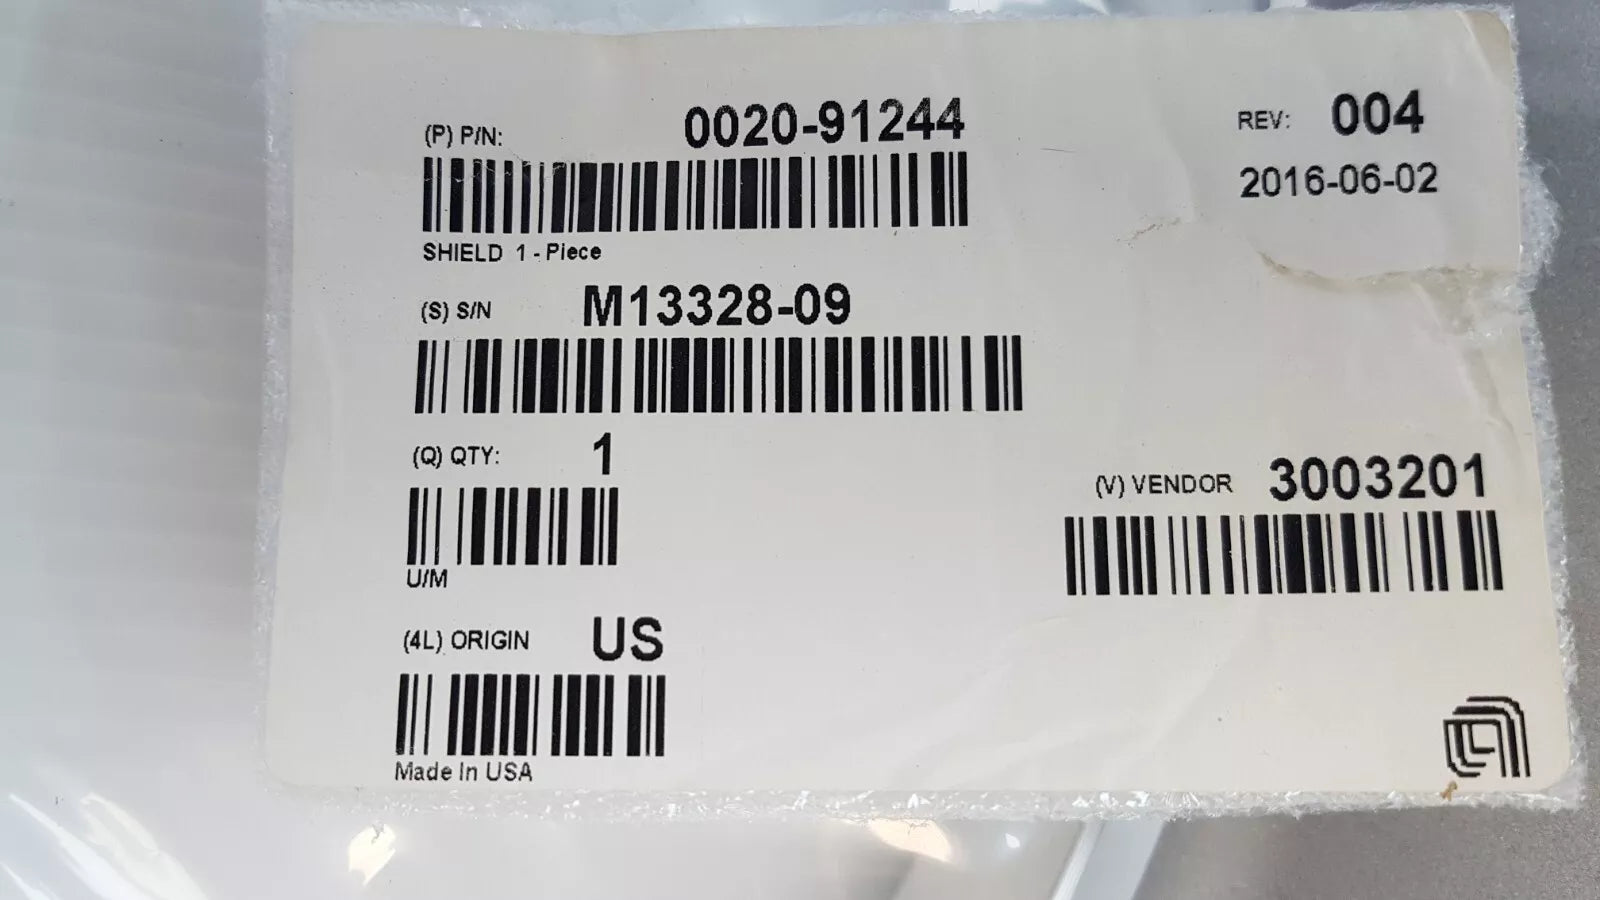 (P) P/N: 0020-91244
REV: 004
2016-06-02
SHIELD 1 - Piece
(S) S/N M13328-09
(Q) QTY: 1
(V) VENDOR 3003201
U/M
(4L) ORIGIN US
Made In USA